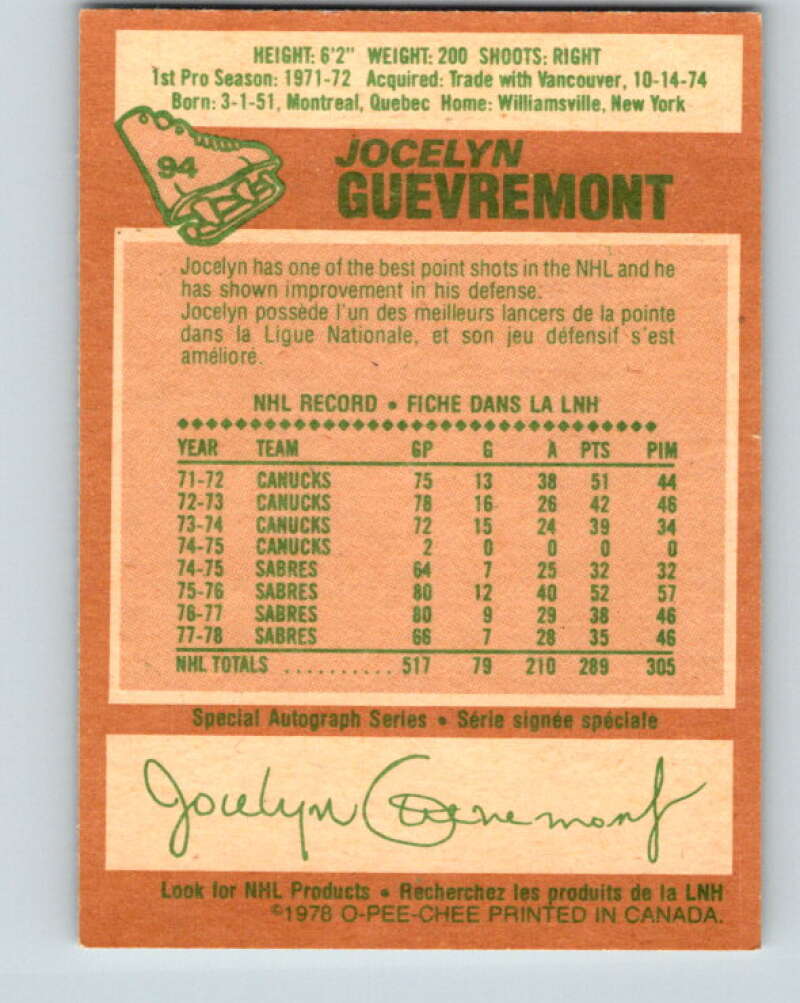 HEIGHT: 6'2" WEIGHT: 200 SHOOTS: RIGHT
1st Pro Season: 1971-72 Acquired: Trade with Vancouver, 10-14-74
Born: 3-1-51, Montreal, Quebec Home: Williamsville, New York
94
JOCELYN
GUEVREMONT
Jocelyn has one of the best point shots in the NHL and he
has shown improvement in his defense.
Jocelyn possède l'un des meilleurs lancers de la pointe
dans la Ligue Nationale, et son jeu défensif s'est
amélioré.
NHL RECORD • FICHE DANS LA LNH
YEAR TEAM GP G A PTS PIM
71-72 CANUCKS 75 13 38 51 44
72-73 CANUCKS 78 16 26 42 46
73-74 CANUCKS 72 15 24 39 34
74-75 CANUCKS 2 0 0 0 0
74-75 SABRES 64 7 25 32 32
75-76 SABRES 80 12 40 52 57
76-77 SABRES 80 9 29 38 46
77-78 SABRES 66 7 28 35 46
NHL TOTALS .......... 517 79 210 289 305
Special Autograph Series • Série signée spéciale
Jocelyn Guevremont
Look for NHL Products • Recherchez les produits de la LNH
©1978 O-PEE-CHEE PRINTED IN CANADA.